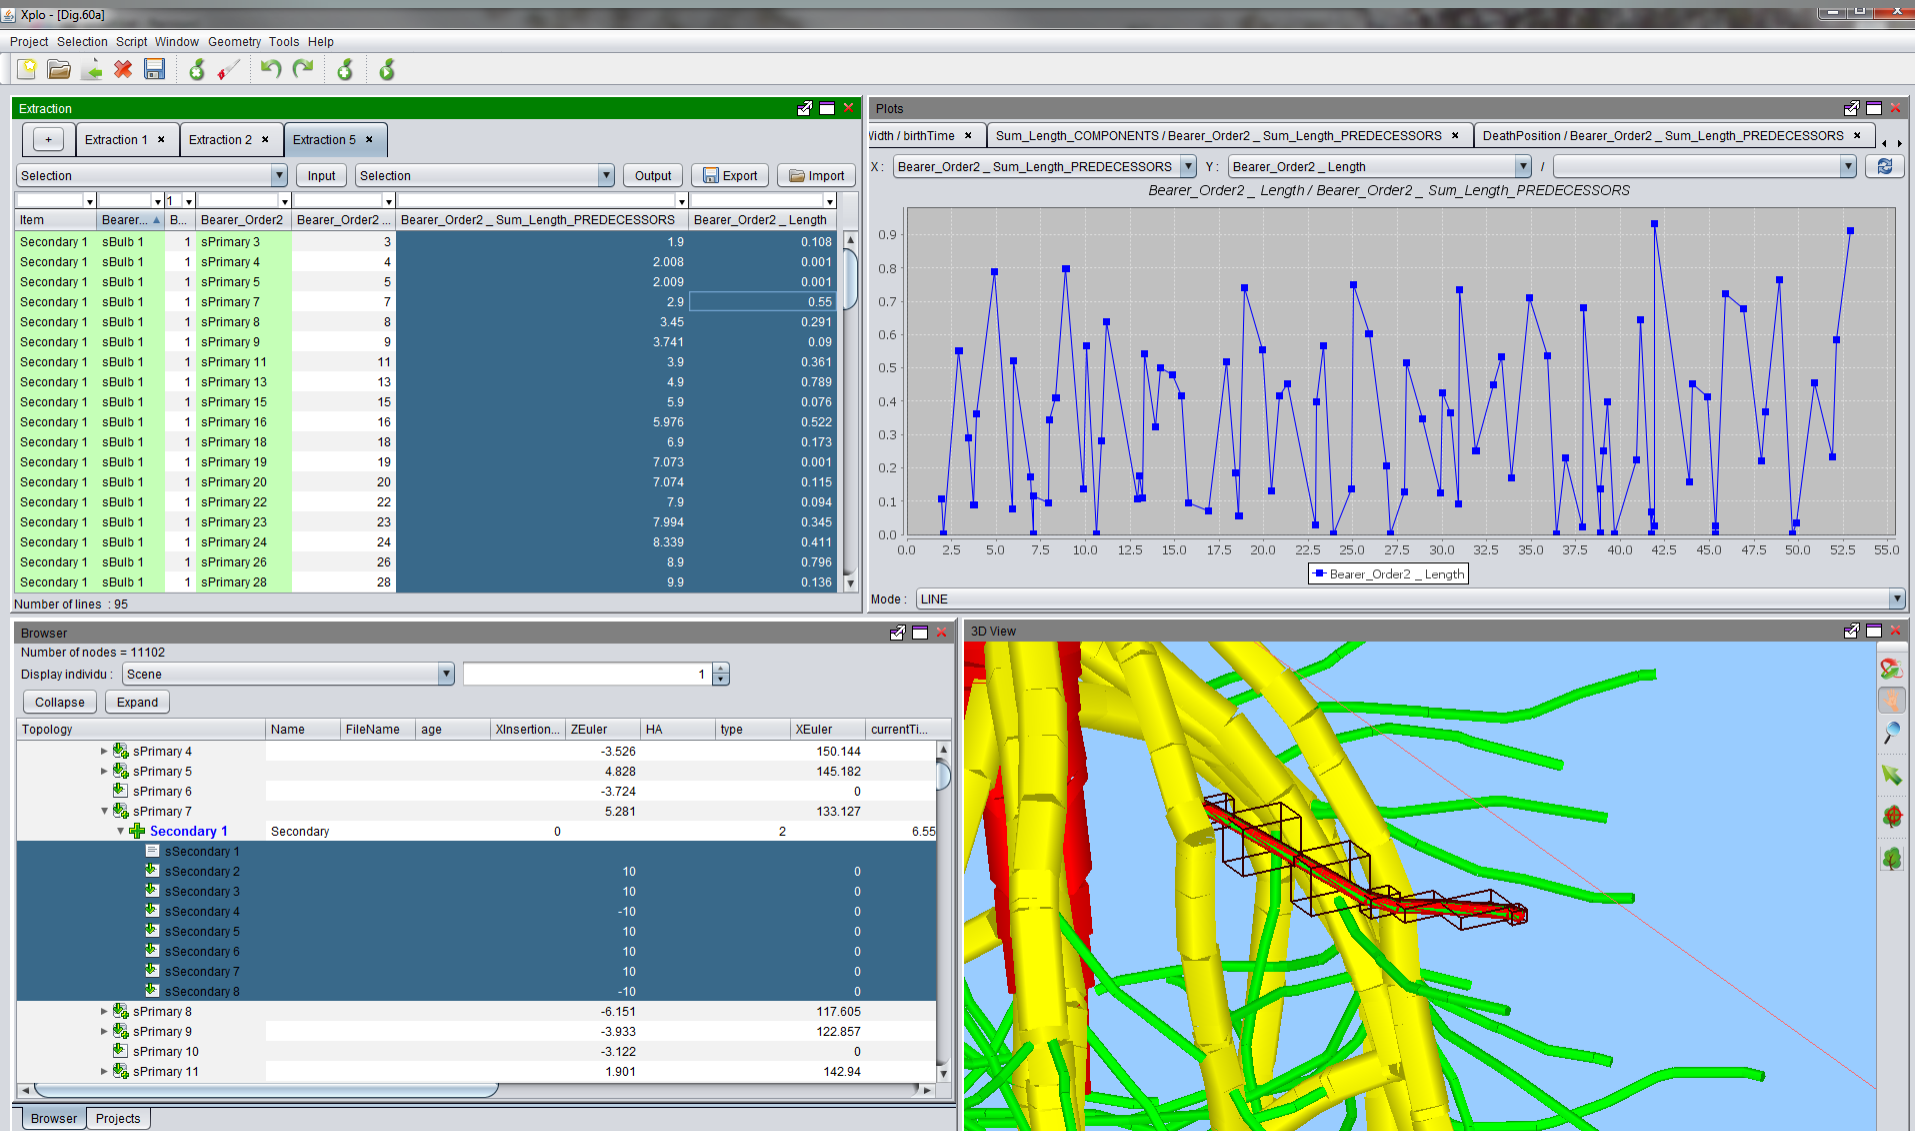 Xplo - [Dig.60a]
Project Selection Script Window Geometry Tools Help
Extraction
+ Extraction 1 × Extraction 2 × Extraction 5 ×
Selection Input Selection Output Export Import
1
Item Bearer... B... Bearer_Order2 Bearer_Order2 ... Bearer_Order2 _ Sum_Length_PREDECESSORS Bearer_Order2 _ Length
Secondary 1 sBulb 1 1 sPrimary 3 3 1.9 0.108
Secondary 1 sBulb 1 1 sPrimary 4 4 2.008 0.001
Secondary 1 sBulb 1 1 sPrimary 5 5 2.009 0.001
Secondary 1 sBulb 1 1 sPrimary 7 7 2.9 0.55
Secondary 1 sBulb 1 1 sPrimary 8 8 3.45 0.291
Secondary 1 sBulb 1 1 sPrimary 9 9 3.741 0.09
Secondary 1 sBulb 1 1 sPrimary 11 11 3.9 0.361
Secondary 1 sBulb 1 1 sPrimary 13 13 4.9 0.789
Secondary 1 sBulb 1 1 sPrimary 15 15 5.9 0.076
Secondary 1 sBulb 1 1 sPrimary 16 16 5.976 0.522
Secondary 1 sBulb 1 1 sPrimary 18 18 6.9 0.173
Secondary 1 sBulb 1 1 sPrimary 19 19 7.073 0.001
Secondary 1 sBulb 1 1 sPrimary 20 20 7.074 0.115
Secondary 1 sBulb 1 1 sPrimary 22 22 7.9 0.094
Secondary 1 sBulb 1 1 sPrimary 23 23 7.994 0.345
Secondary 1 sBulb 1 1 sPrimary 24 24 8.339 0.411
Secondary 1 sBulb 1 1 sPrimary 26 26 8.9 0.796
Secondary 1 sBulb 1 1 sPrimary 28 28 9.9 0.136
Number of lines : 95
Plots
/idth / birthTime × Sum_Length_COMPONENTS / Bearer_Order2 _ Sum_Length_PREDECESSORS × DeathPosition / Bearer_Order2 _ Sum_Length_PREDECESSORS ×
X : Bearer_Order2 _ Sum_Length_PREDECESSORS Y : Bearer_Order2 _ Length /
Bearer_Order2 _ Length / Bearer_Order2 _ Sum_Length_PREDECESSORS
0.9
0.8
0.7
0.6
0.5
0.4
0.3
0.2
0.1
0.0
0.0 2.5 5.0 7.5 10.0 12.5 15.0 17.5 20.0 22.5 25.0 27.5 30.0 32.5 35.0 37.5 40.0 42.5 45.0 47.5 50.0 52.5 55.0
Bearer_Order2 _ Length
Mode : LINE
Browser
Number of nodes = 11102
Display individu : Scene 1
Collapse Expand
Topology Name FileName age XInsertion... ZEuler HA type XEuler currentTi...
sPrimary 4 -3.526 150.144
sPrimary 5 4.828 145.182
sPrimary 6 -3.724 0
sPrimary 7 5.281 133.127
Secondary 1 Secondary 0 2 6.55
sSecondary 1
sSecondary 2 10 0
sSecondary 3 10 0
sSecondary 4 -10 0
sSecondary 5 10 0
sSecondary 6 10 0
sSecondary 7 10 0
sSecondary 8 -10 0
sPrimary 8 -6.151 117.605
sPrimary 9 -3.933 122.857
sPrimary 10 -3.122 0
sPrimary 11 1.901 142.94
Browser Projects
3D View